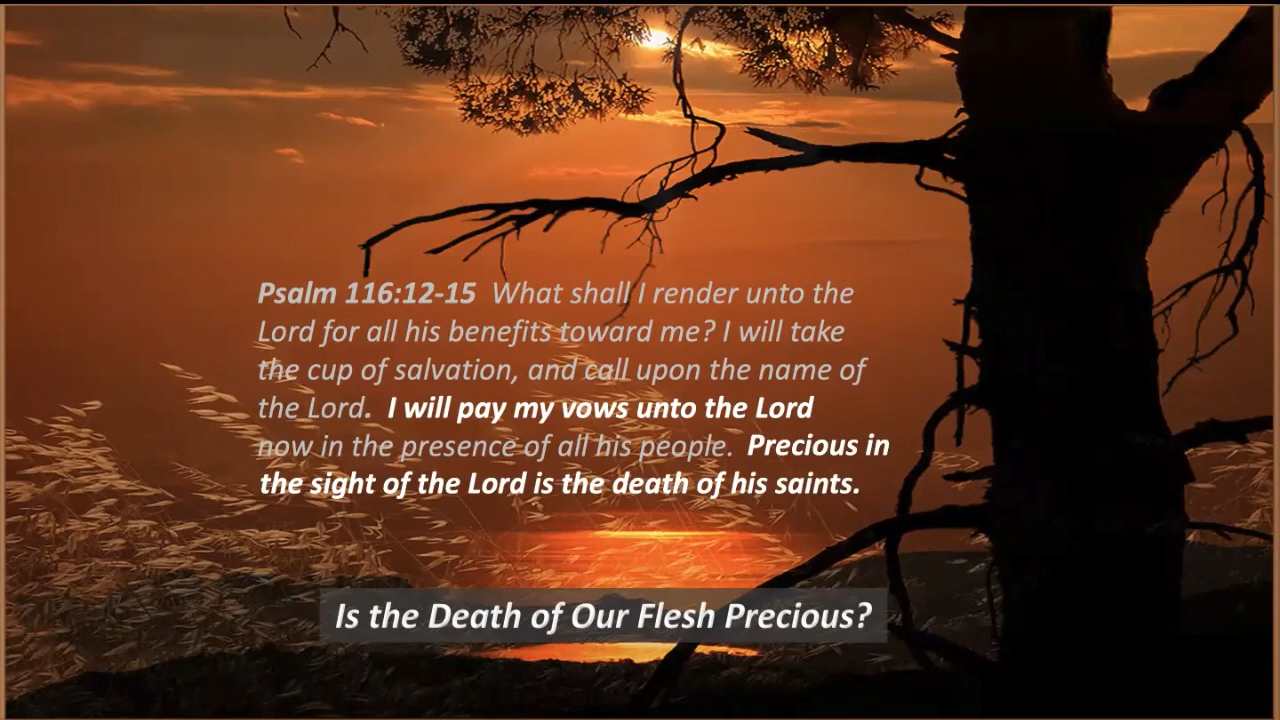 Psalm 116:12-15 What shall I render unto the
Lord for all his benefits toward me? I will take
the cup of salvation, and call upon the name of
the Lord. I will pay my vows unto the Lord
now in the presence of all his people. Precious in
the sight of the Lord is the death of his saints.
Is the Death of Our Flesh Precious?